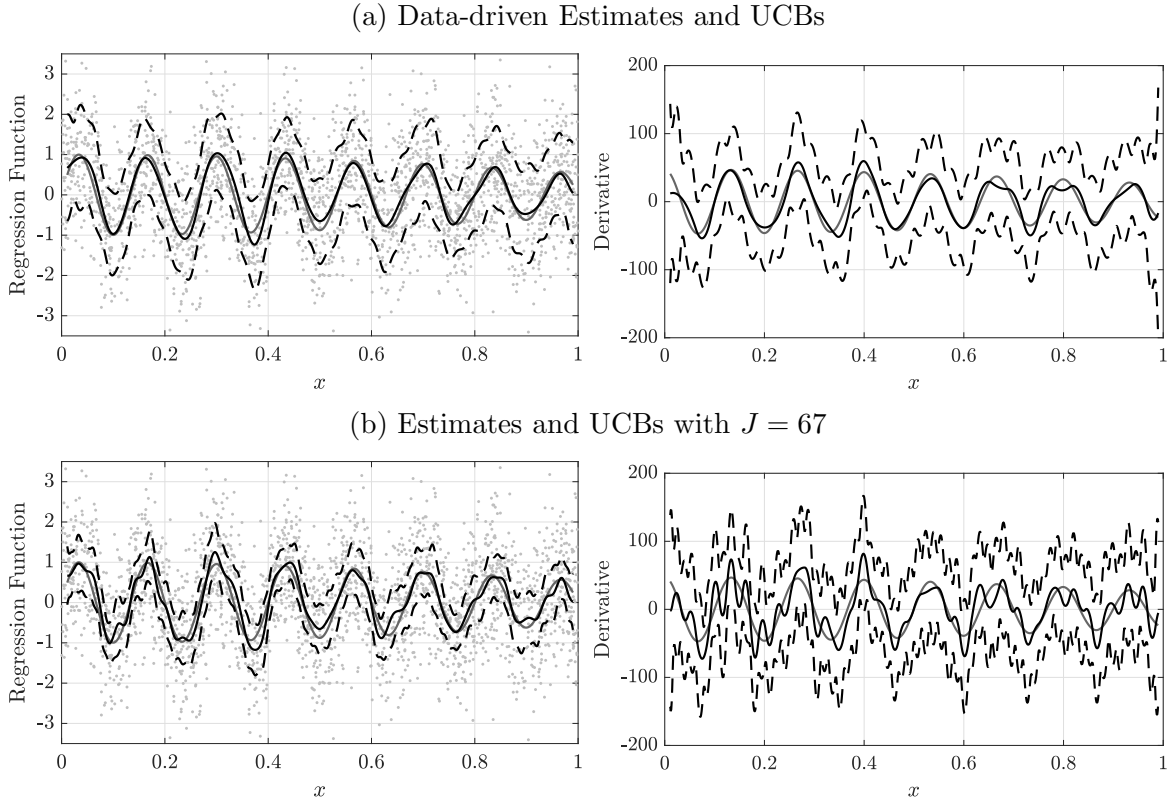 (a) Data-driven Estimates and UCBs
Regression Function
3
2
1
0
-1
-2
-3
0 0.2 0.4 0.6 0.8 1
x
Derivative
200
100
0
-100
-200
0 0.2 0.4 0.6 0.8 1
x
(b) Estimates and UCBs with J = 67
Regression Function
3
2
1
0
-1
-2
-3
0 0.2 0.4 0.6 0.8 1
x
Derivative
200
100
0
-100
-200
0 0.2 0.4 0.6 0.8 1
x